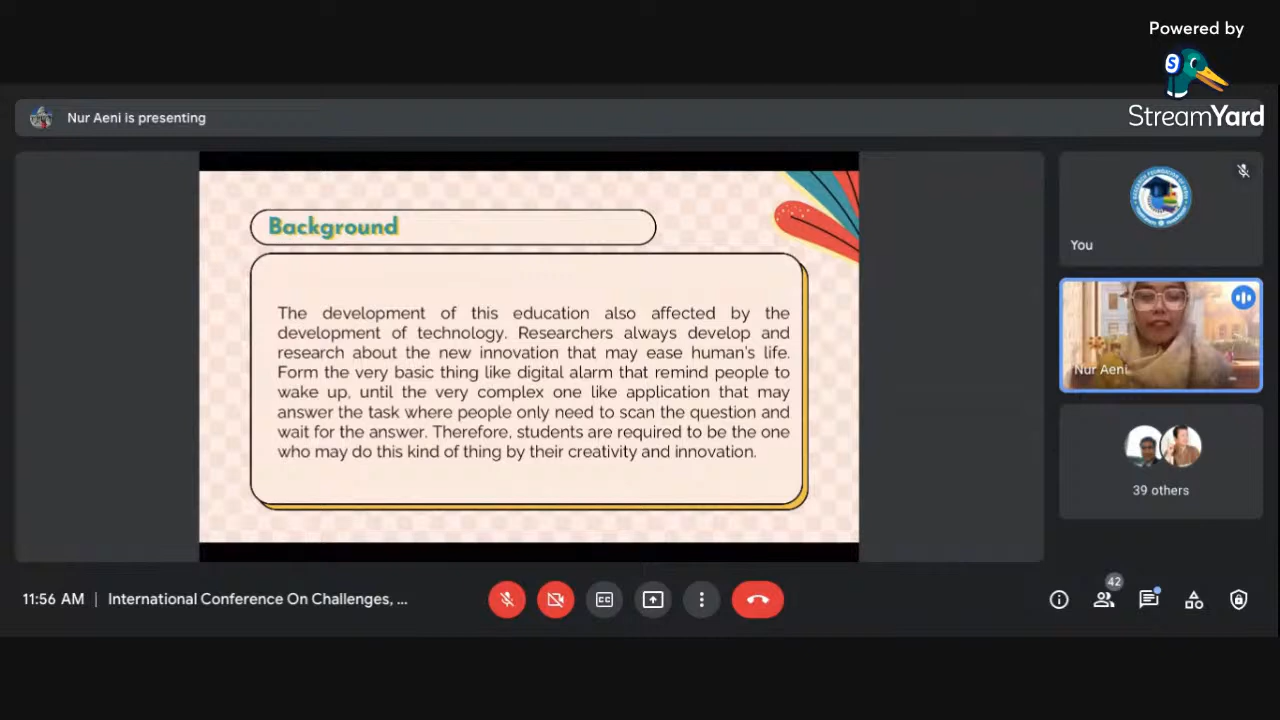 Powered by
StreamYard
Nur Aeni is presenting
Background
The development of this education also affected by the
development of technology. Researchers always develop and
research about the new innovation that may ease human's life.
Form the very basic thing like digital alarm that remind people to
wake up, until the very complex one like application that may
answer the task where people only need to scan the question and
wait for the answer. Therefore, students are required to be the one
who may do this kind of thing by their creativity and innovation.
You
Nur Aeni
39 others
11:56 AM | International Conference On Challenges, ...
CC
42